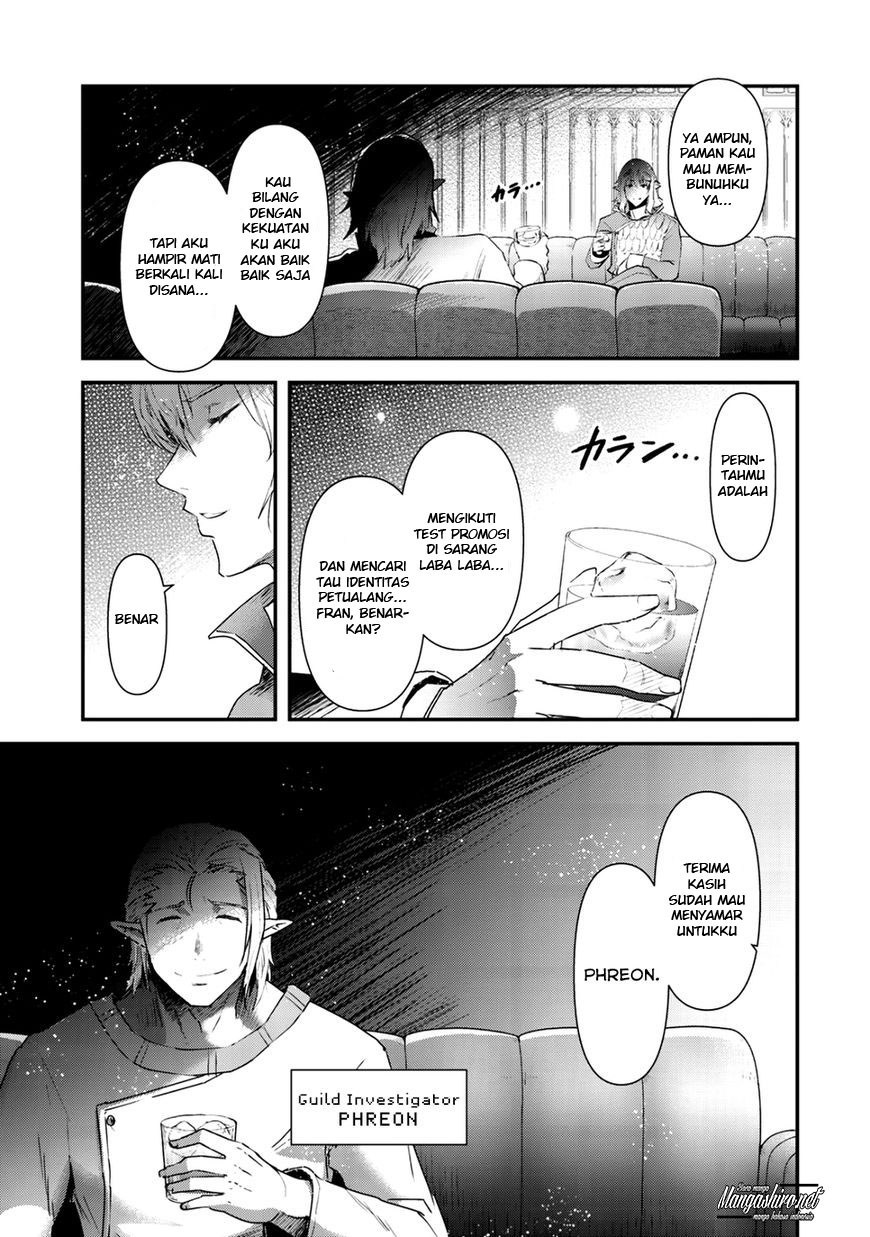 YA AMPUN,
PAMAN KAU
MAU MEM-
BUNUHKU
YA...
カラ...
KAU
BILANG
DENGAN
KEKUATAN
KU AKU
AKAN BAIK
BAIK SAJA
TAPI AKU
HAMPIR MATI
BERKALI KALI
DISANA...
PERIN-
TAHMU
ADALAH
カラン...
MENGIKUTI
TEST PROMOSI
DI SARANG
LABA LABA...
DAN MENCARI
TAU IDENTITAS
PETUALANG...
FRAN, BENAR-
KAN?
BENAR
TERIMA
KASIH
SUDAH MAU
MENYAMAR
UNTUKKU
PHREON.
Guild Investigator
PHREON
Mangashiro.net
manga bahasa indonesia